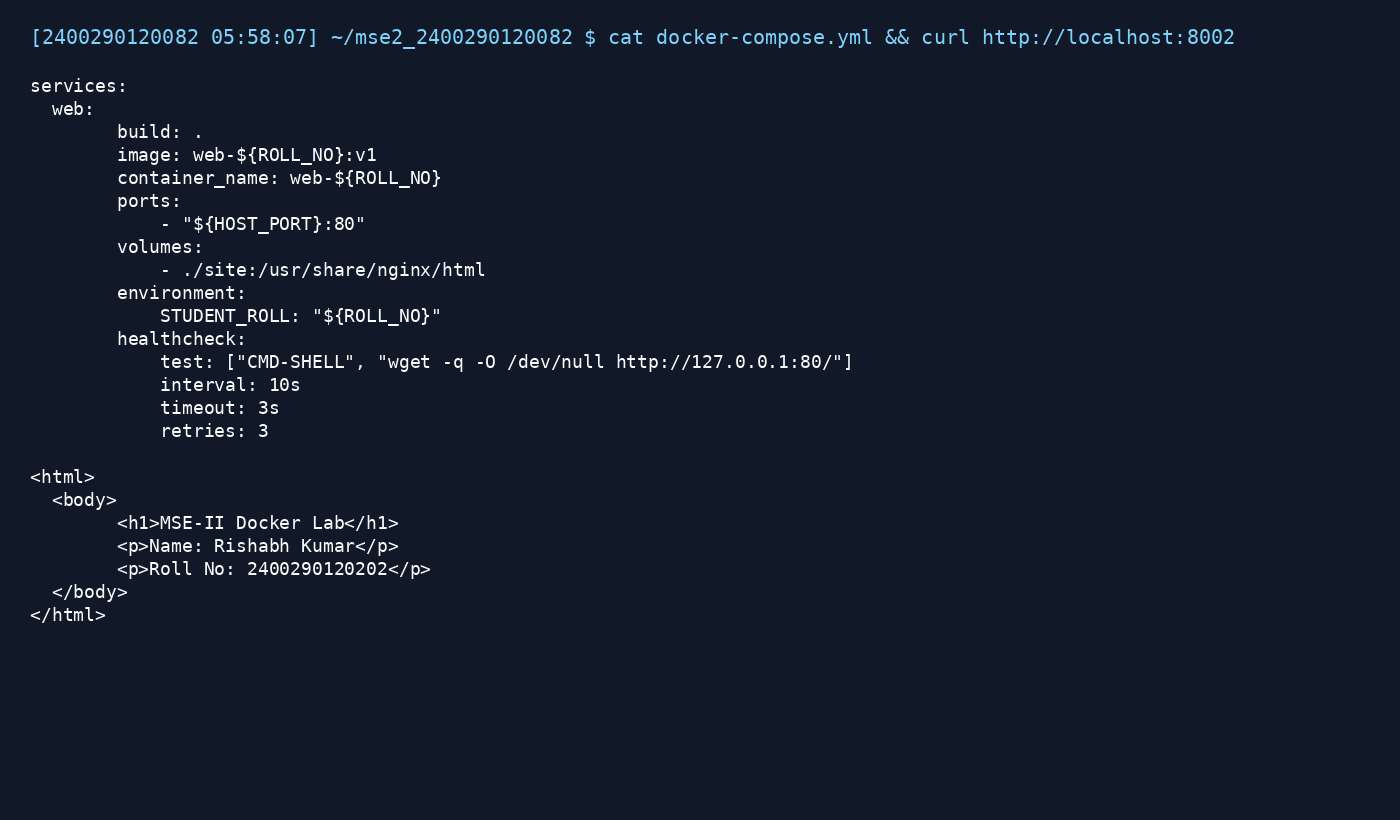 [2400290120082 05:58:07] ~/mse2_2400290120082 $ cat docker-compose.yml && curl http://localhost:8002
services:
  web:
        build: .
        image: web-${ROLL_NO}:v1
        container_name: web-${ROLL_NO}
        ports:
            - "${HOST_PORT}:80"
        volumes:
            - ./site:/usr/share/nginx/html
        environment:
            STUDENT_ROLL: "${ROLL_NO}"
        healthcheck:
            test: ["CMD-SHELL", "wget -q -O /dev/null http://127.0.0.1:80/"]
            interval: 10s
            timeout: 3s
            retries: 3
<html>
  <body>
        <h1>MSE-II Docker Lab</h1>
        <p>Name: Rishabh Kumar</p>
        <p>Roll No: 2400290120202</p>
  </body>
</html>